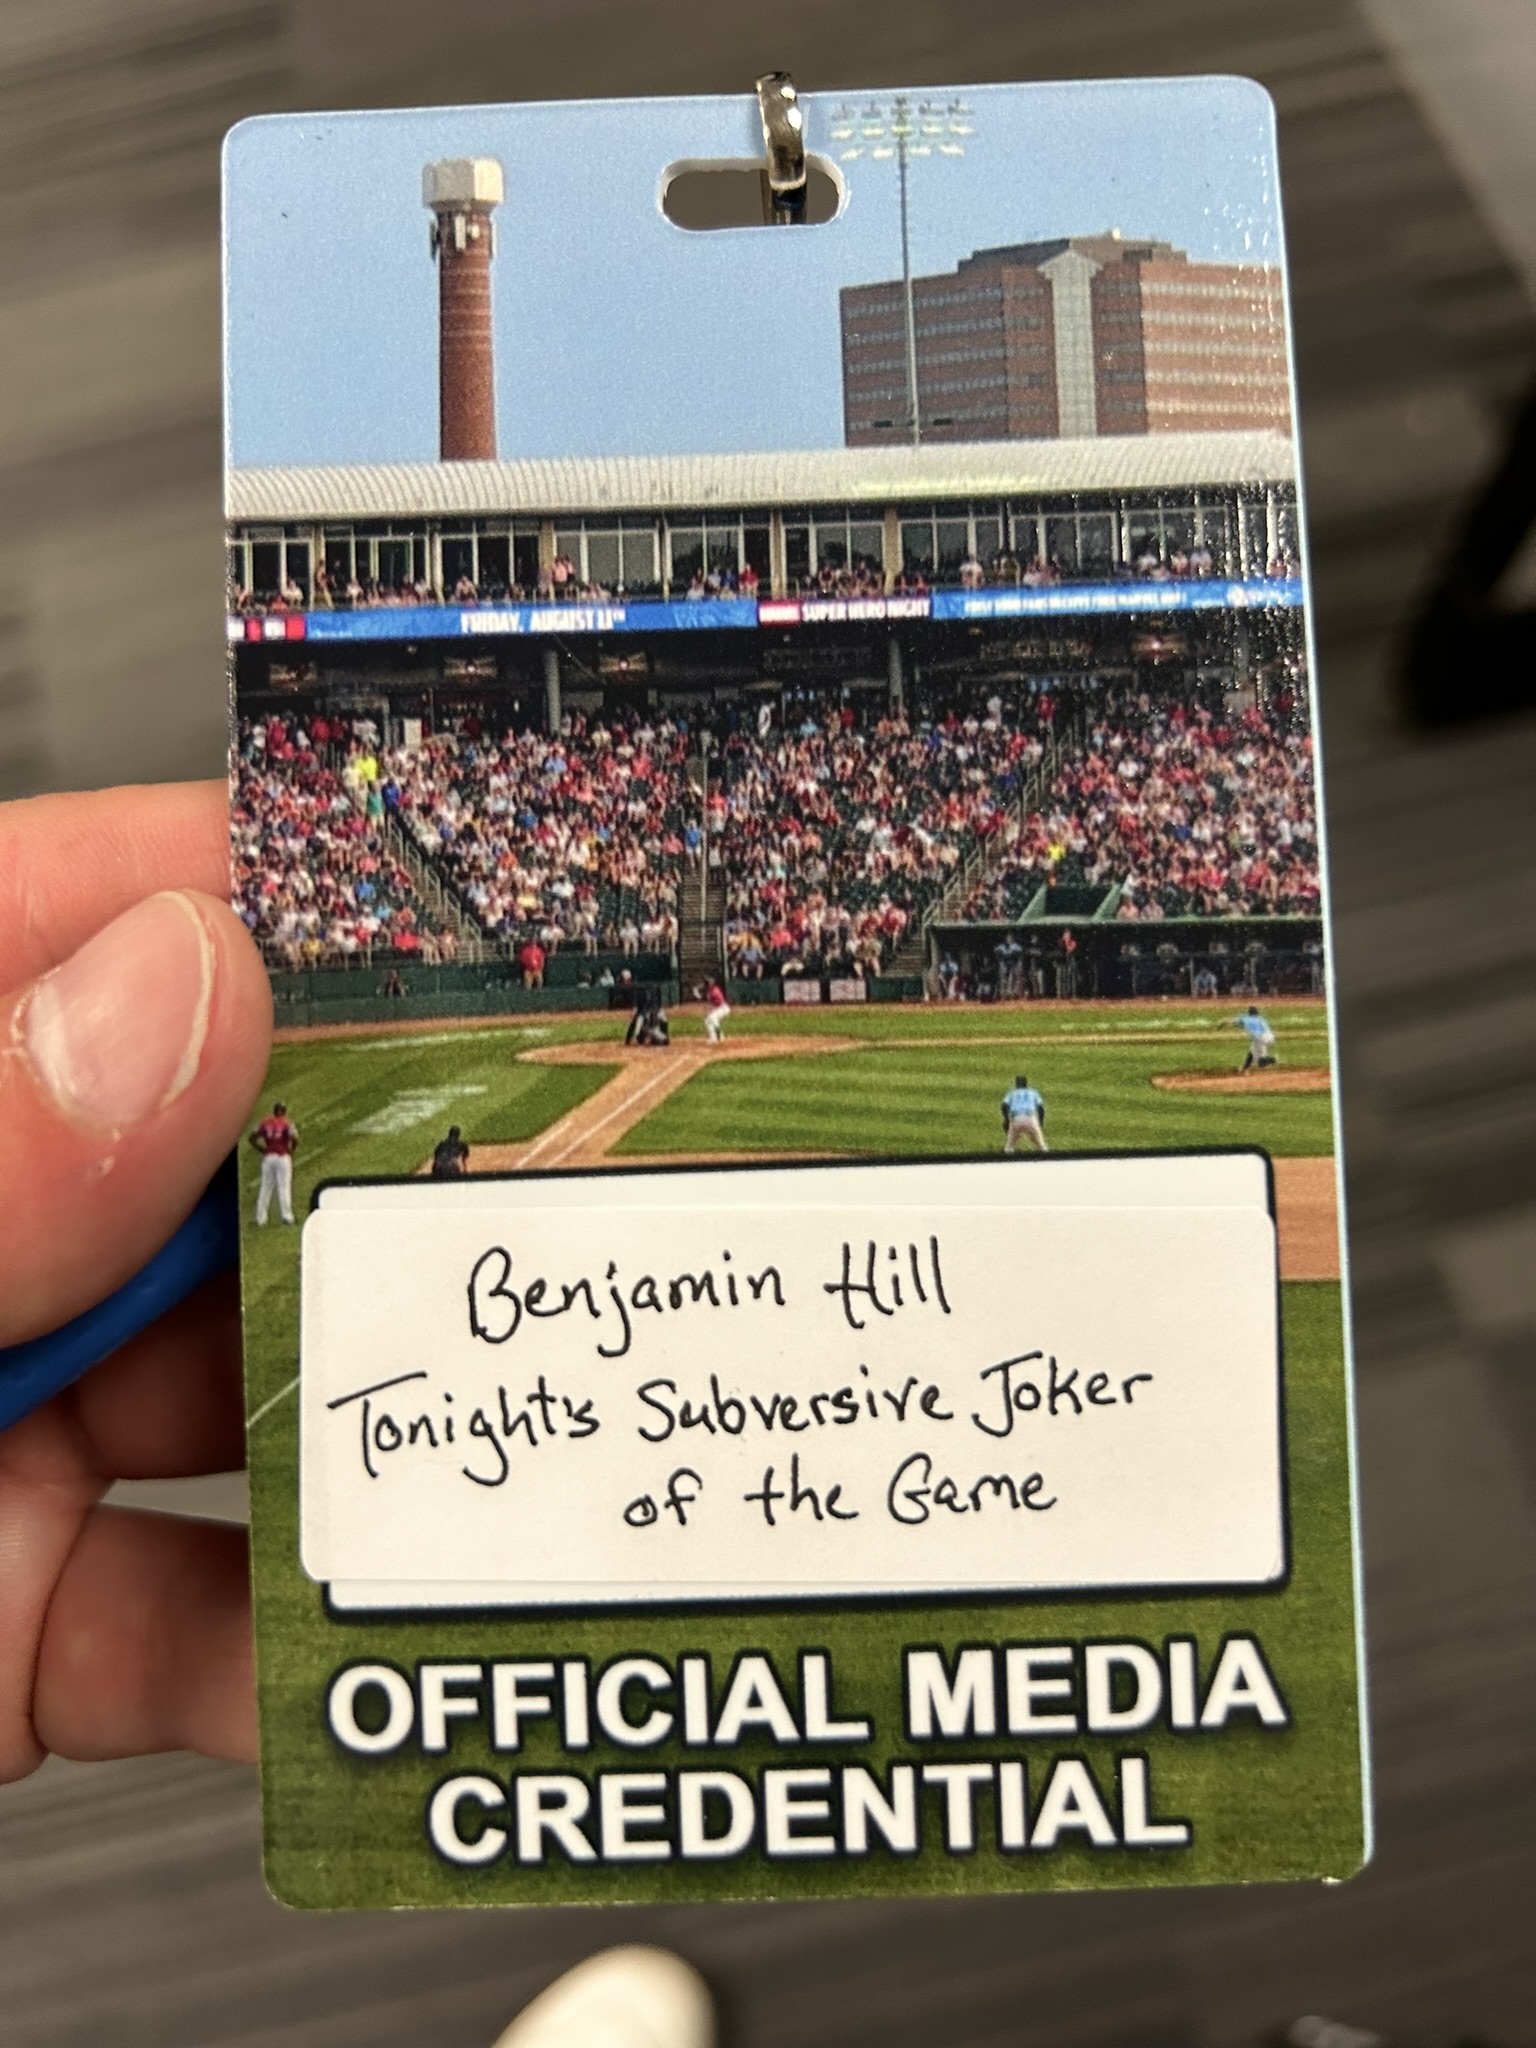 FRIDAY, AUGUST 11TH
SUPER HERO NIGHT
Benjamin Hill
Tonight's Subversive Joker
of the Game
OFFICIAL MEDIA
CREDENTIAL